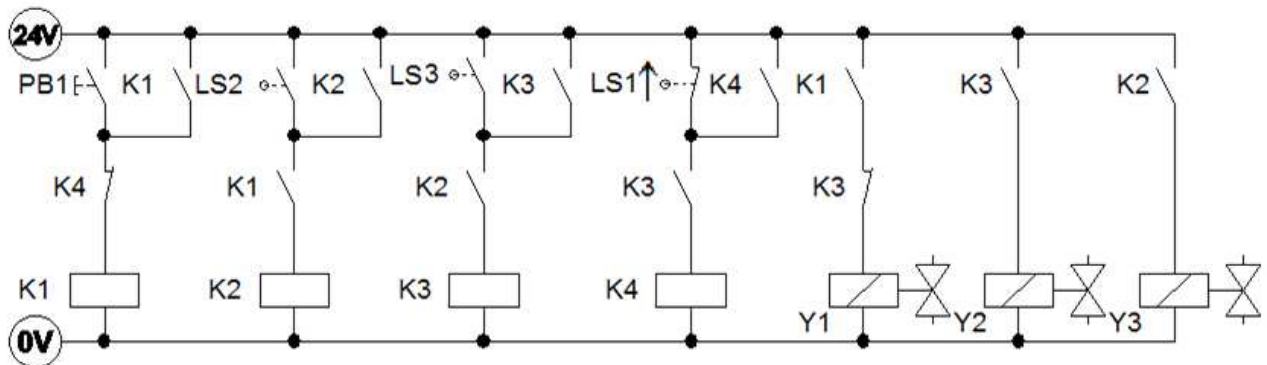 24V
PB1 K1 LS2 K2 LS3 K3 LS1 K4 K1 K3 K2
K4 K1 K2 K3 K3
K1 K2 K3 K4
Y1 Y2 Y3
0V